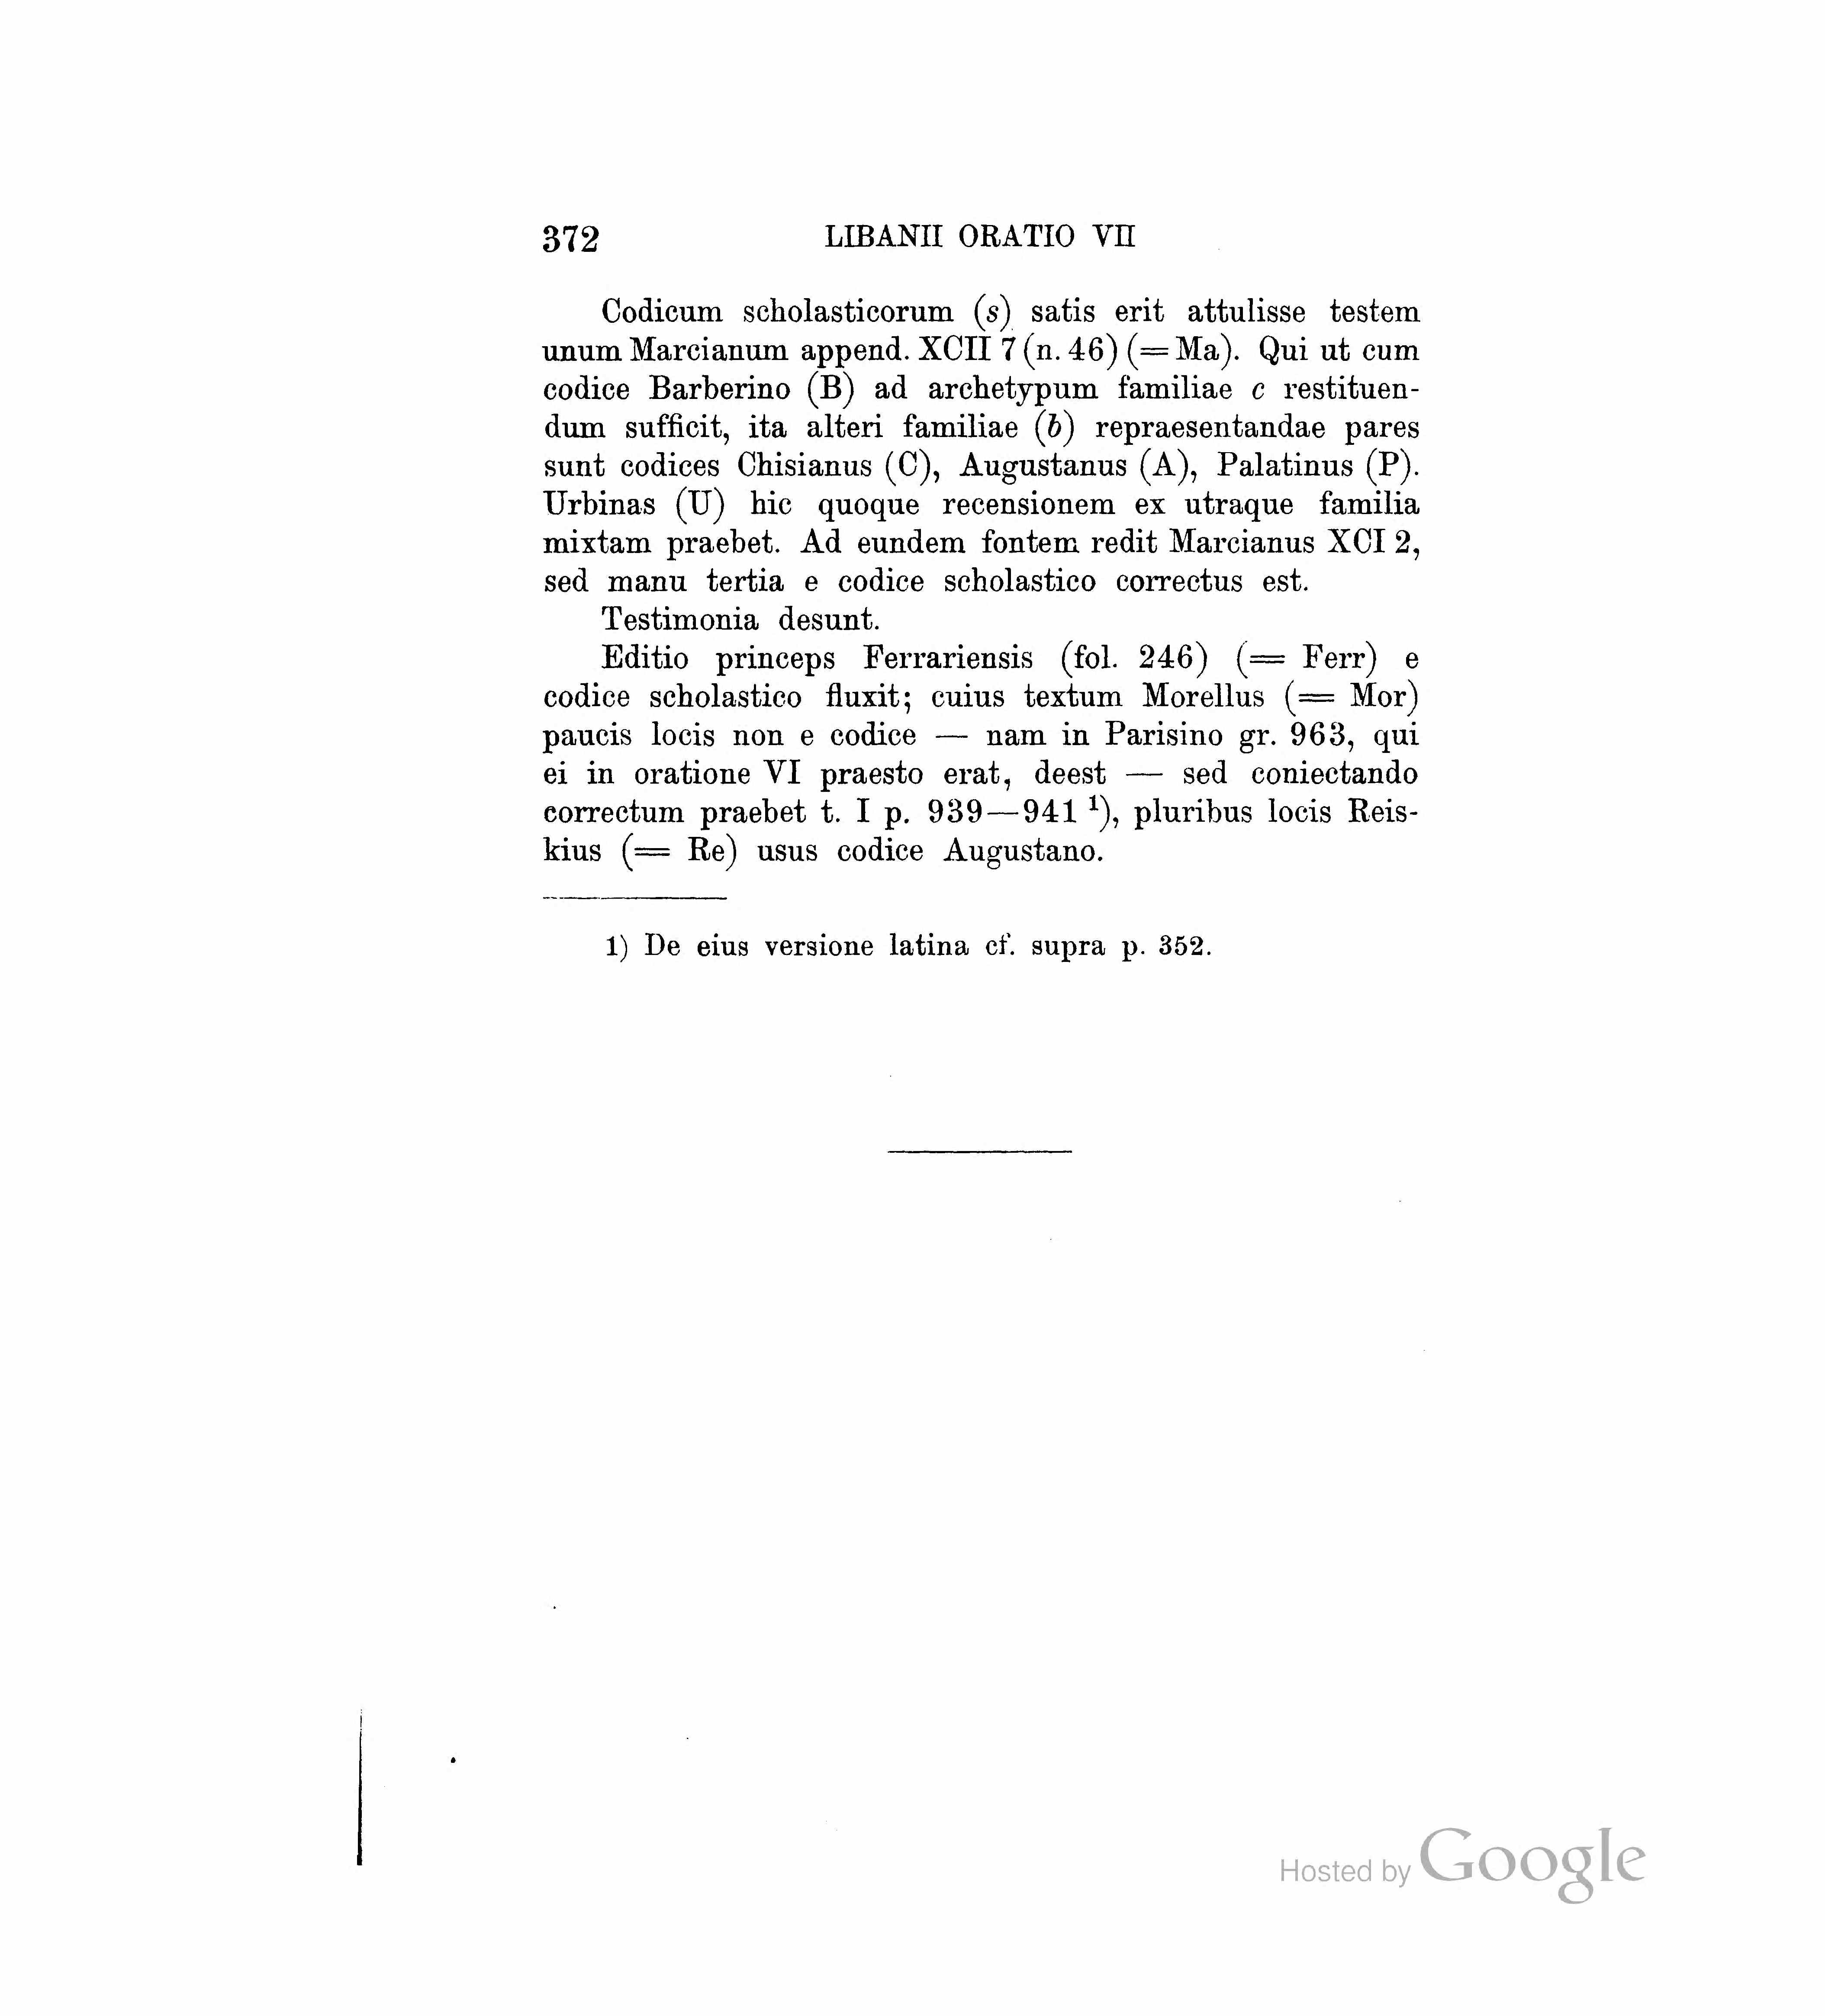 372 LIBANII ORATIO VII
Codicum scholasticorum (s) satis erit attulisse testem
unum Marcianum append. XCII 7 (n. 46) (= Ma). Qui ut cum
codice Barberino (B) ad archetypum familiae c restituen-
dum sufficit, ita alteri familiae (b) repraesentandae pares
sunt codices Chisianus (C), Augustanus (A), Palatinus (P).
Urbinas (U) hic quoque recensionem ex utraque familia
mixtam praebet. Ad eundem fontem redit Marcianus XCI 2,
sed manu tertia e codice scholastico correctus est.
Testimonia desunt.
Editio princeps Ferrariensis (fol. 246) (= Ferr) e
codice scholastico fluxit; cuius textum Morellus (= Mor)
paucis locis non e codice — nam in Parisino gr. 963, qui
ei in oratione VI praesto erat, deest — sed coniectando
correctum praebet t. I p. 939—941 ¹), pluribus locis Reis-
kius (= Re) usus codice Augustano.
1) De eius versione latina cf. supra p. 352.
Hosted by Google